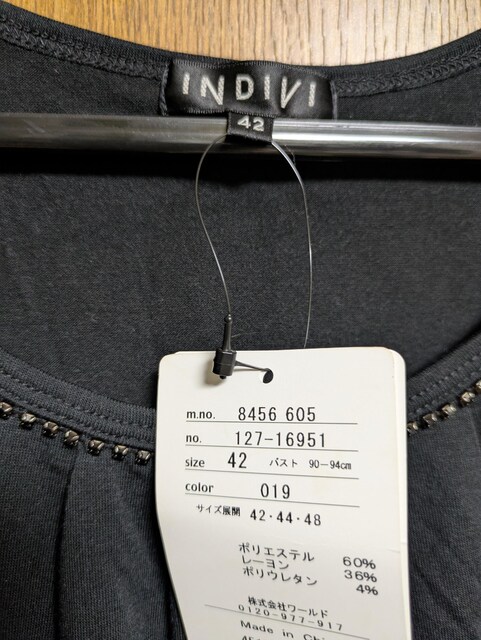 INDIVI
42
m.no. 8456 605
no. 127-16951
size 42 バスト 90-94cm
color 019
サイズ展開 42・44・48
ポリエステル 60%
レーヨン 36%
ポリウレタン 4%
株式会社ワールド
0120-977-917
Made in